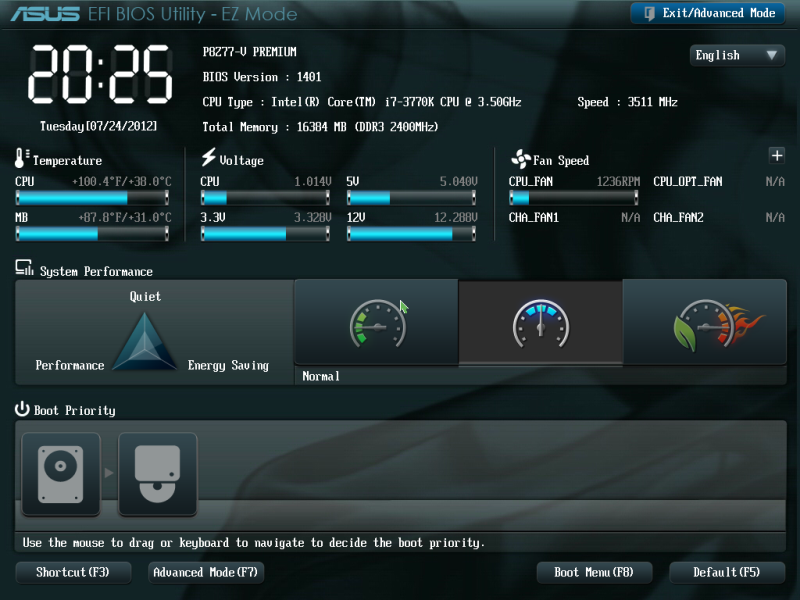 ASUS EFI BIOS Utility - EZ Mode
Exit/Advanced Mode
20:25
Tuesday[07/24/2012]
P8Z77-V PREMIUM
BIOS Version : 1401
CPU Type : Intel(R) Core(TM) i7-3770K CPU @ 3.50GHz
Speed : 3511 MHz
Total Memory : 16384 MB (DDR3 2400MHz)
English
Temperature
CPU +100.4°F/+38.0°C
MB +87.8°F/+31.0°C
Voltage
CPU 1.014V 5V 5.040V
3.3V 3.328V 12V 12.288V
Fan Speed
CPU_FAN 1236RPM CPU_OPT_FAN N/A
CHA_FAN1 N/A CHA_FAN2 N/A
System Performance
Quiet
Performance
Energy Saving
Normal
Boot Priority
Use the mouse to drag or keyboard to navigate to decide the boot priority.
Shortcut(F3)
Advanced Mode(F7)
Boot Menu(F8)
Default(F5)